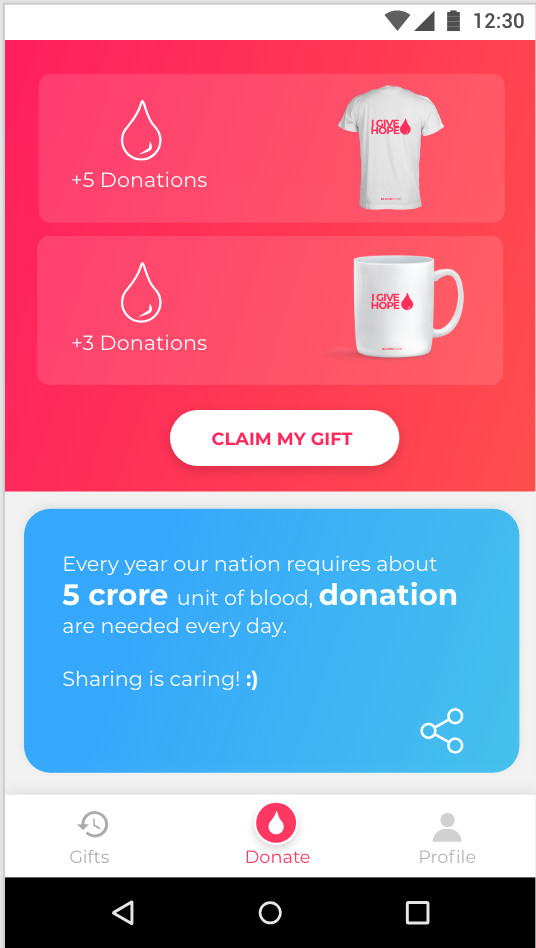 12:30
I GIVE
HOPE
+5 Donations
I GIVE
HOPE
+3 Donations
CLAIM MY GIFT
Every year our nation requires about
5 crore unit of blood, donation
are needed every day.
Sharing is caring! :)
Gifts
Donate
Profile